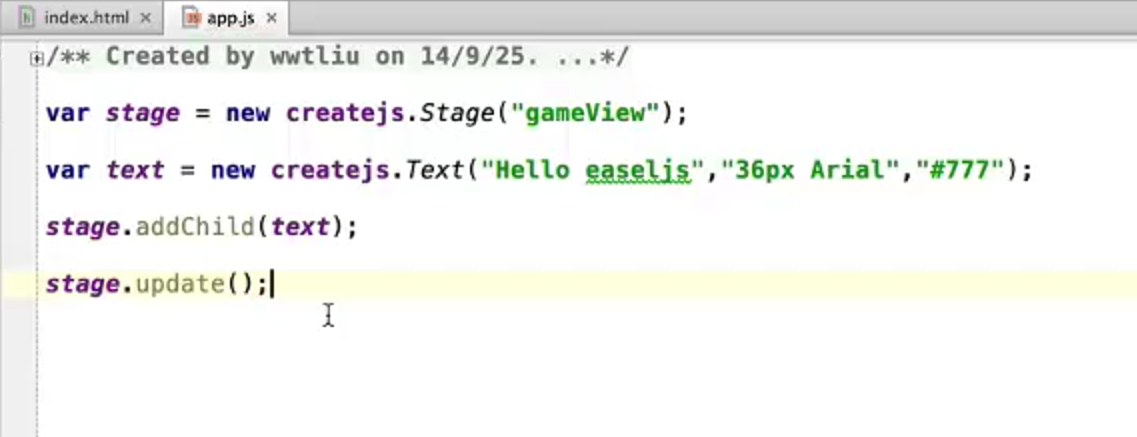 index.html app.js
/** Created by wwtliu on 14/9/25. ...*/
var stage = new createjs.Stage("gameView");
var text = new createjs.Text("Hello easeljs","36px Arial","#777");
stage.addChild(text);
stage.update();